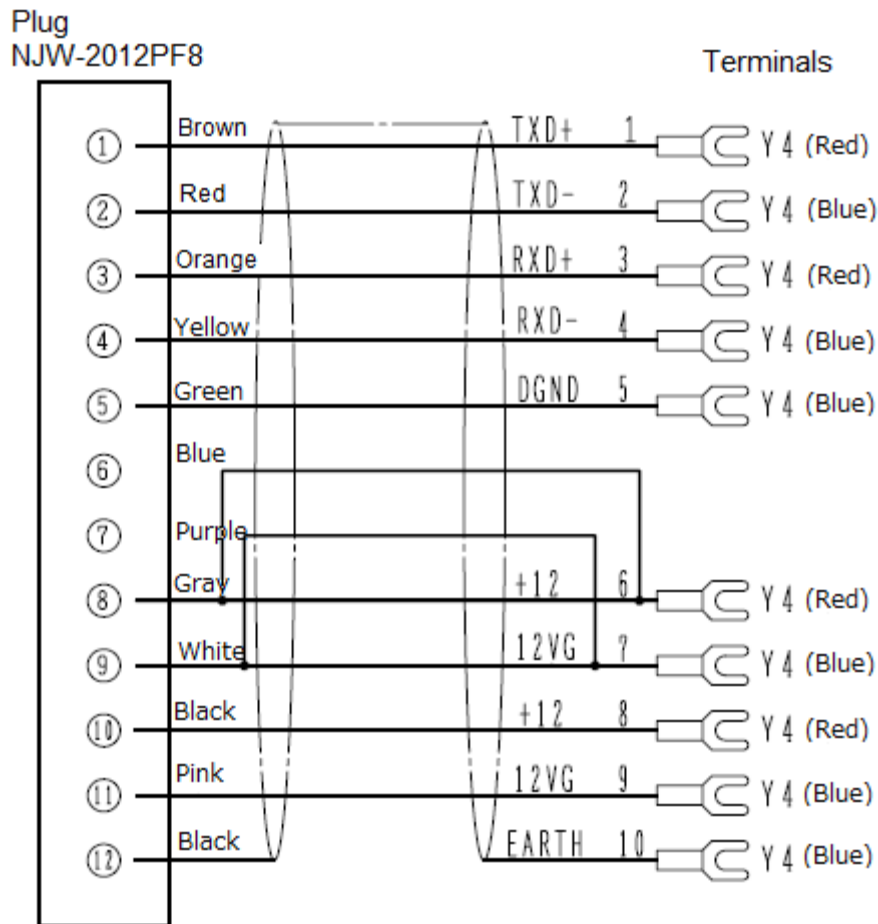 Plug
NJW-2012PF8
Terminals
① Brown TXD+ 1 Y4 (Red)
② Red TXD- 2 Y4 (Blue)
③ Orange RXD+ 3 Y4 (Red)
④ Yellow RXD- 4 Y4 (Blue)
⑤ Green DGND 5 Y4 (Blue)
⑥ Blue
⑦ Purple
⑧ Gray +12 6 Y4 (Red)
⑨ White 12VG 7 Y4 (Blue)
⑩ Black +12 8 Y4 (Red)
⑪ Pink 12VG 9 Y4 (Blue)
⑫ Black EARTH 10 Y4 (Blue)